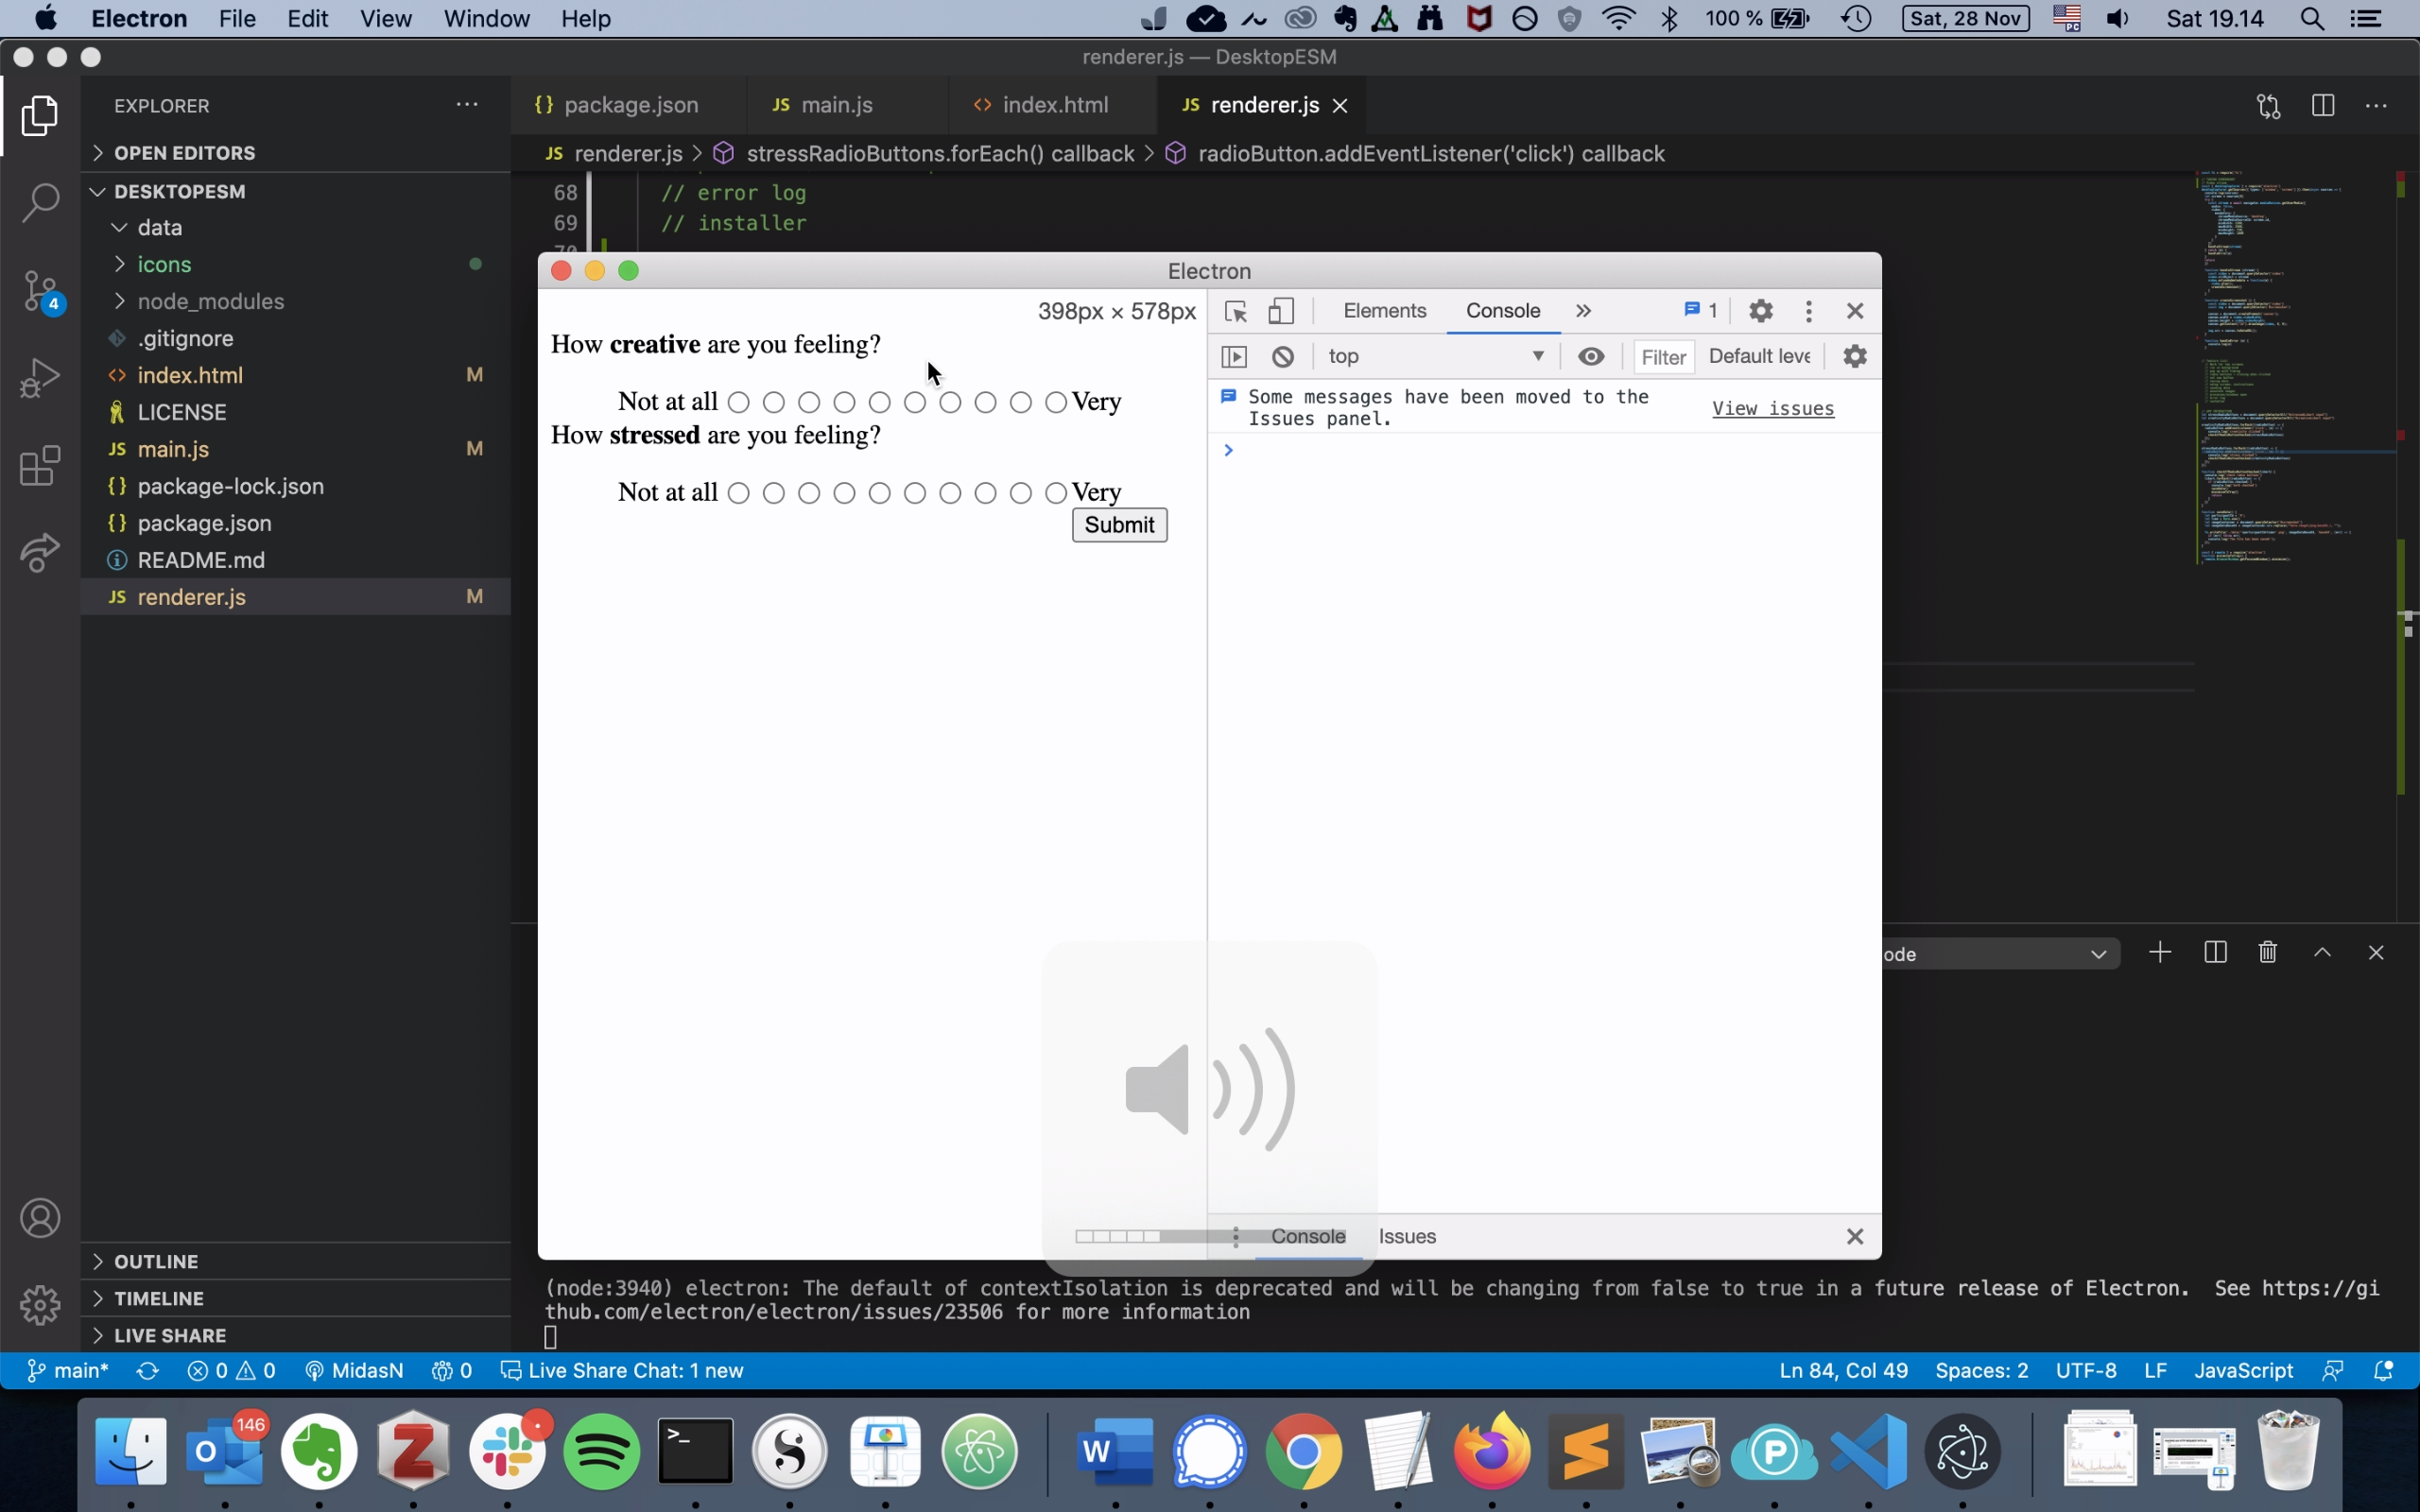 Electron File Edit View Window Help 100 % Sat, 28 Nov Sat 19.14
renderer.js — DesktopESM
EXPLORER
package.json main.js index.html renderer.js
renderer.js > stressRadioButtons.forEach() callback > radioButton.addEventListener('click') callback
OPEN EDITORS
DESKTOPESM
data
icons
node_modules
.gitignore
index.html M
LICENSE
main.js M
package-lock.json
package.json
README.md
renderer.js M
68 // error log
69 // installer
70
Electron
398px × 578px
How creative are you feeling?
Not at all Very
How stressed are you feeling?
Not at all Very
Submit
Elements Console 1
top Filter Default leve
Some messages have been moved to the
Issues panel.
View issues
Console Issues
ode
(node:3940) electron: The default of contextIsolation is deprecated and will be changing from false to true in a future release of Electron. See https://gi
thub.com/electron/electron/issues/23506 for more information
OUTLINE
TIMELINE
LIVE SHARE
4
main* 0 0 MidasN 0 Live Share Chat: 1 new Ln 84, Col 49 Spaces: 2 UTF-8 LF JavaScript
146